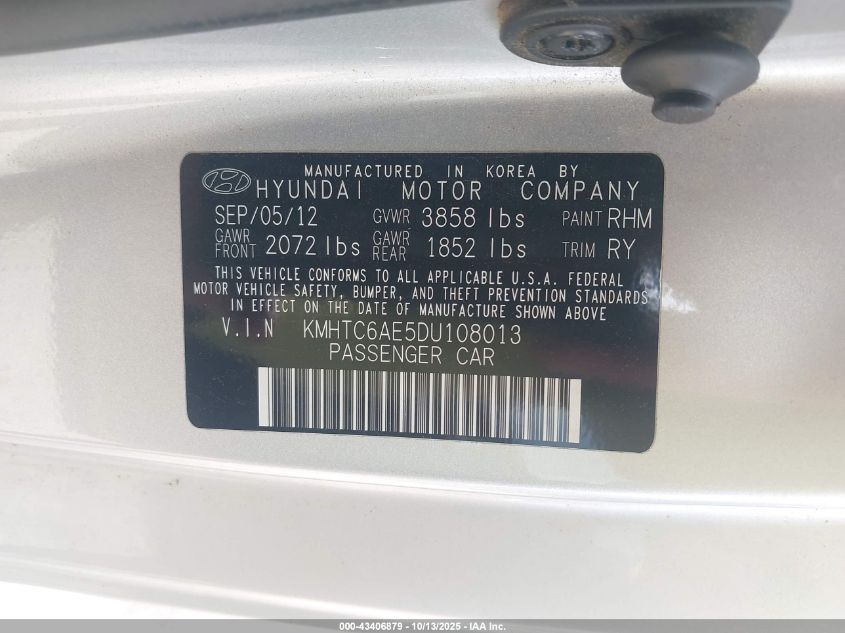 MANUFACTURED IN KOREA BY
HYUNDAI MOTOR COMPANY
SEP/05/12 GVWR 3858 lbs PAINT RHM
GAWR FRONT 2072 lbs GAWR REAR 1852 lbs TRIM RY
THIS VEHICLE CONFORMS TO ALL APPLICABLE U.S.A. FEDERAL
MOTOR VEHICLE SAFETY, BUMPER, AND THEFT PREVENTION STANDARDS
IN EFFECT ON THE DATE OF MANUFACTURE SHOWN ABOVE
V.I.N KMHTC6AE5DU108013
PASSENGER CAR
000-43406879 - 10/13/2025 - IAA Inc.